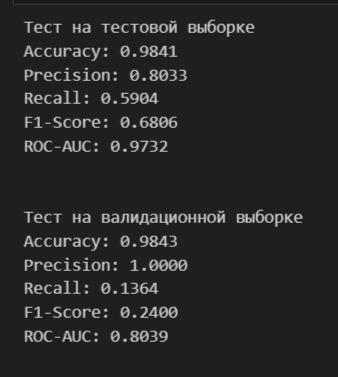 Тест на тестовой выборке
Accuracy: 0.9841
Precision: 0.8033
Recall: 0.5904
F1-Score: 0.6806
ROC-AUC: 0.9732
Тест на валидационной выборке
Accuracy: 0.9843
Precision: 1.0000
Recall: 0.1364
F1-Score: 0.2400
ROC-AUC: 0.8039